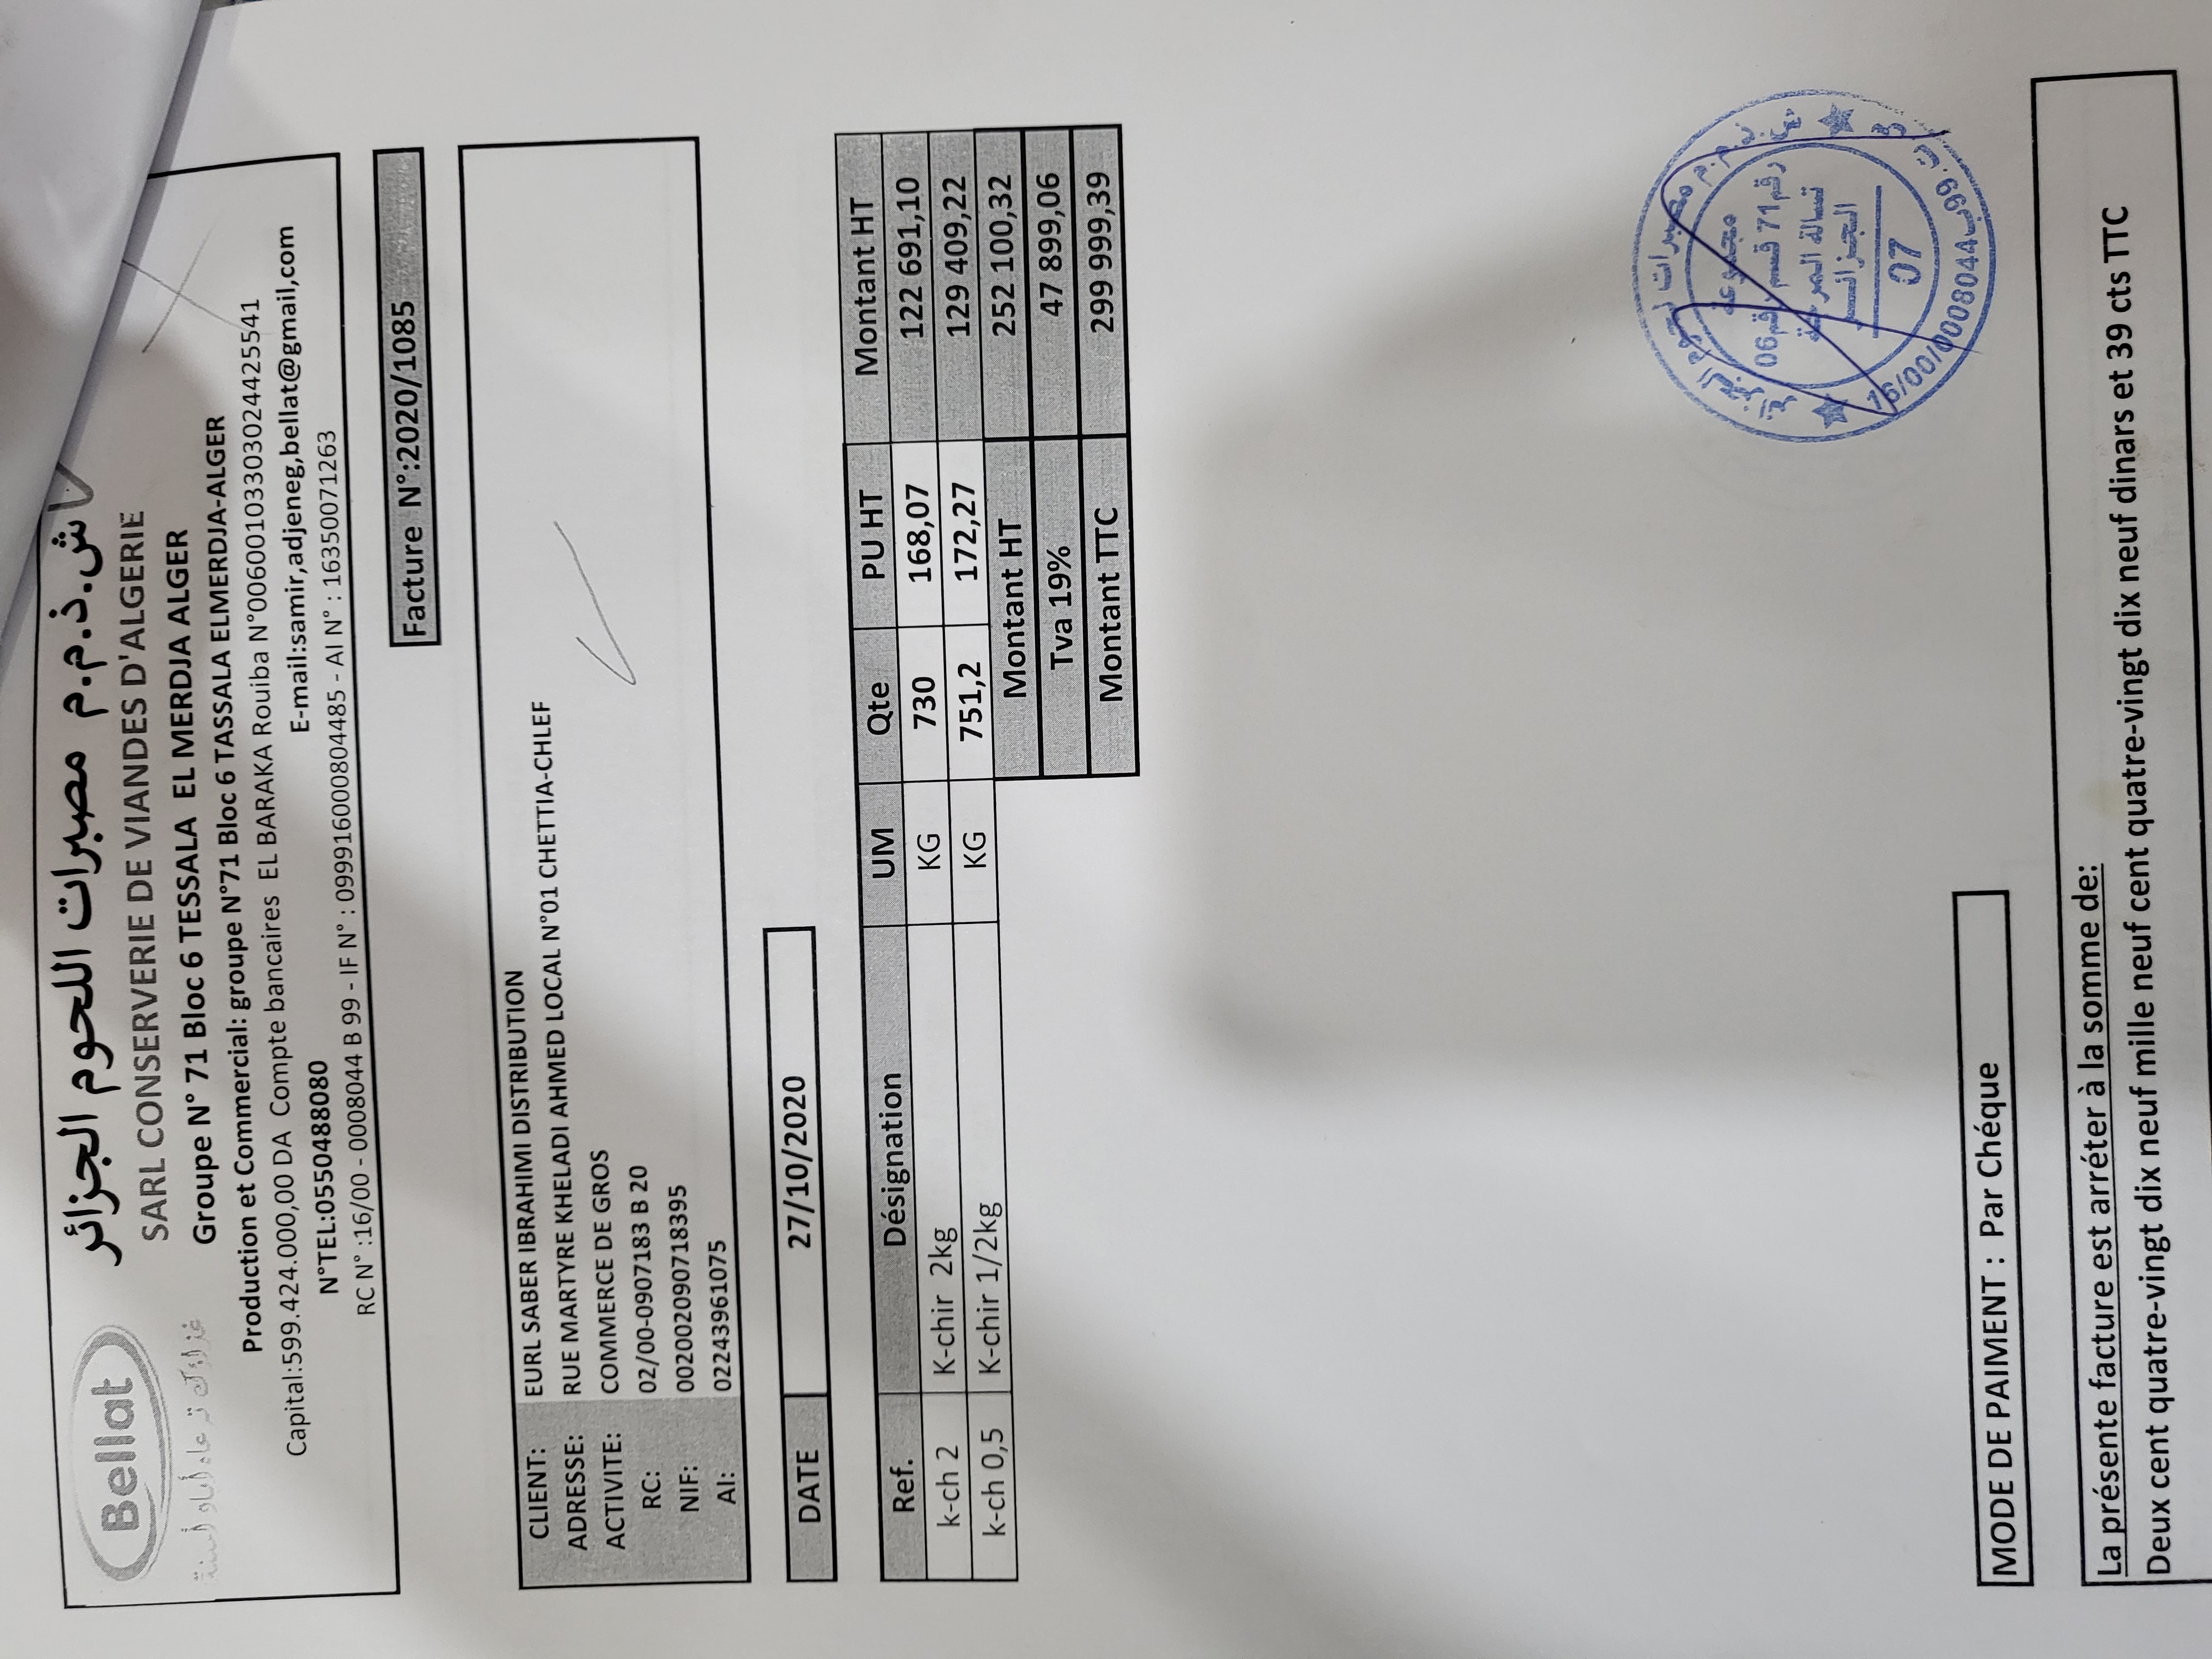 Bellat
ش.ذ.م.م مصبرات اللحوم الجزائر
SARL CONSERVERIE DE VIANDES D'ALGERIE
Groupe N° 71 Bloc 6 TESSALA EL MERDJA ALGER
Production et Commercial: groupe N°71 Bloc 6 TASSALA ELMERDJA-ALGER
Capital:599.424.000,00 DA Compte bancaires EL BARAKA Rouiba N°00600103303024425541
N°TEL:0550488080 E-mail:samir,adjeneg,bellat@gmail,com
RC N° :16/00 - 0008044 B 99 - IF N° : 099916000804485 - AI N° : 16350071263
Facture N°:2020/1085
CLIENT: EURL SABER IBRAHIMI DISTRIBUTION
ADRESSE: RUE MARTYRE KHELADI AHMED LOCAL N°01 CHETTIA-CHLEF
ACTIVITE: COMMERCE DE GROS
RC: 02/00-0907183 B 20
NIF: 002002090718395
AI: 02243961075
DATE 27/10/2020
Ref. Désignation UM Qte PU HT Montant HT
k-ch 2 K-chir 2kg KG 730 168,07 122 691,10
k-ch 0,5 K-chir 1/2kg KG 751,2 172,27 129 409,22
Montant HT 252 100,32
Tva 19% 47 899,06
Montant TTC 299 999,39
ش.ذ.م.م مصبرات لحوم الجزائر
مجموعة
رقم71 قسم رقم06
تسالة المرجة
الجزائر
07
16/00/0008044ب99.ت
MODE DE PAIMENT : Par Chéque
La présente facture est arréter à la somme de:
Deux cent quatre-vingt dix neuf mille neuf cent quatre-vingt dix neuf dinars et 39 cts TTC